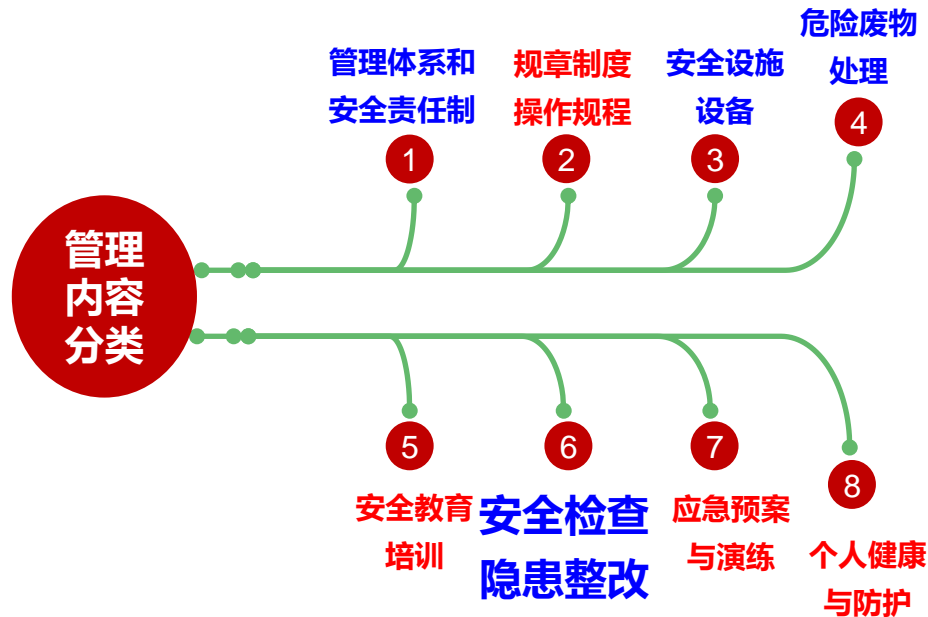 管理
内容
分类
管理体系和
安全责任制
1
规章制度
操作规程
2
安全设施
设备
3
危险废物
处理
4
5
安全教育
培训
6
安全检查
隐患整改
7
应急预案
与演练
8
个人健康
与防护